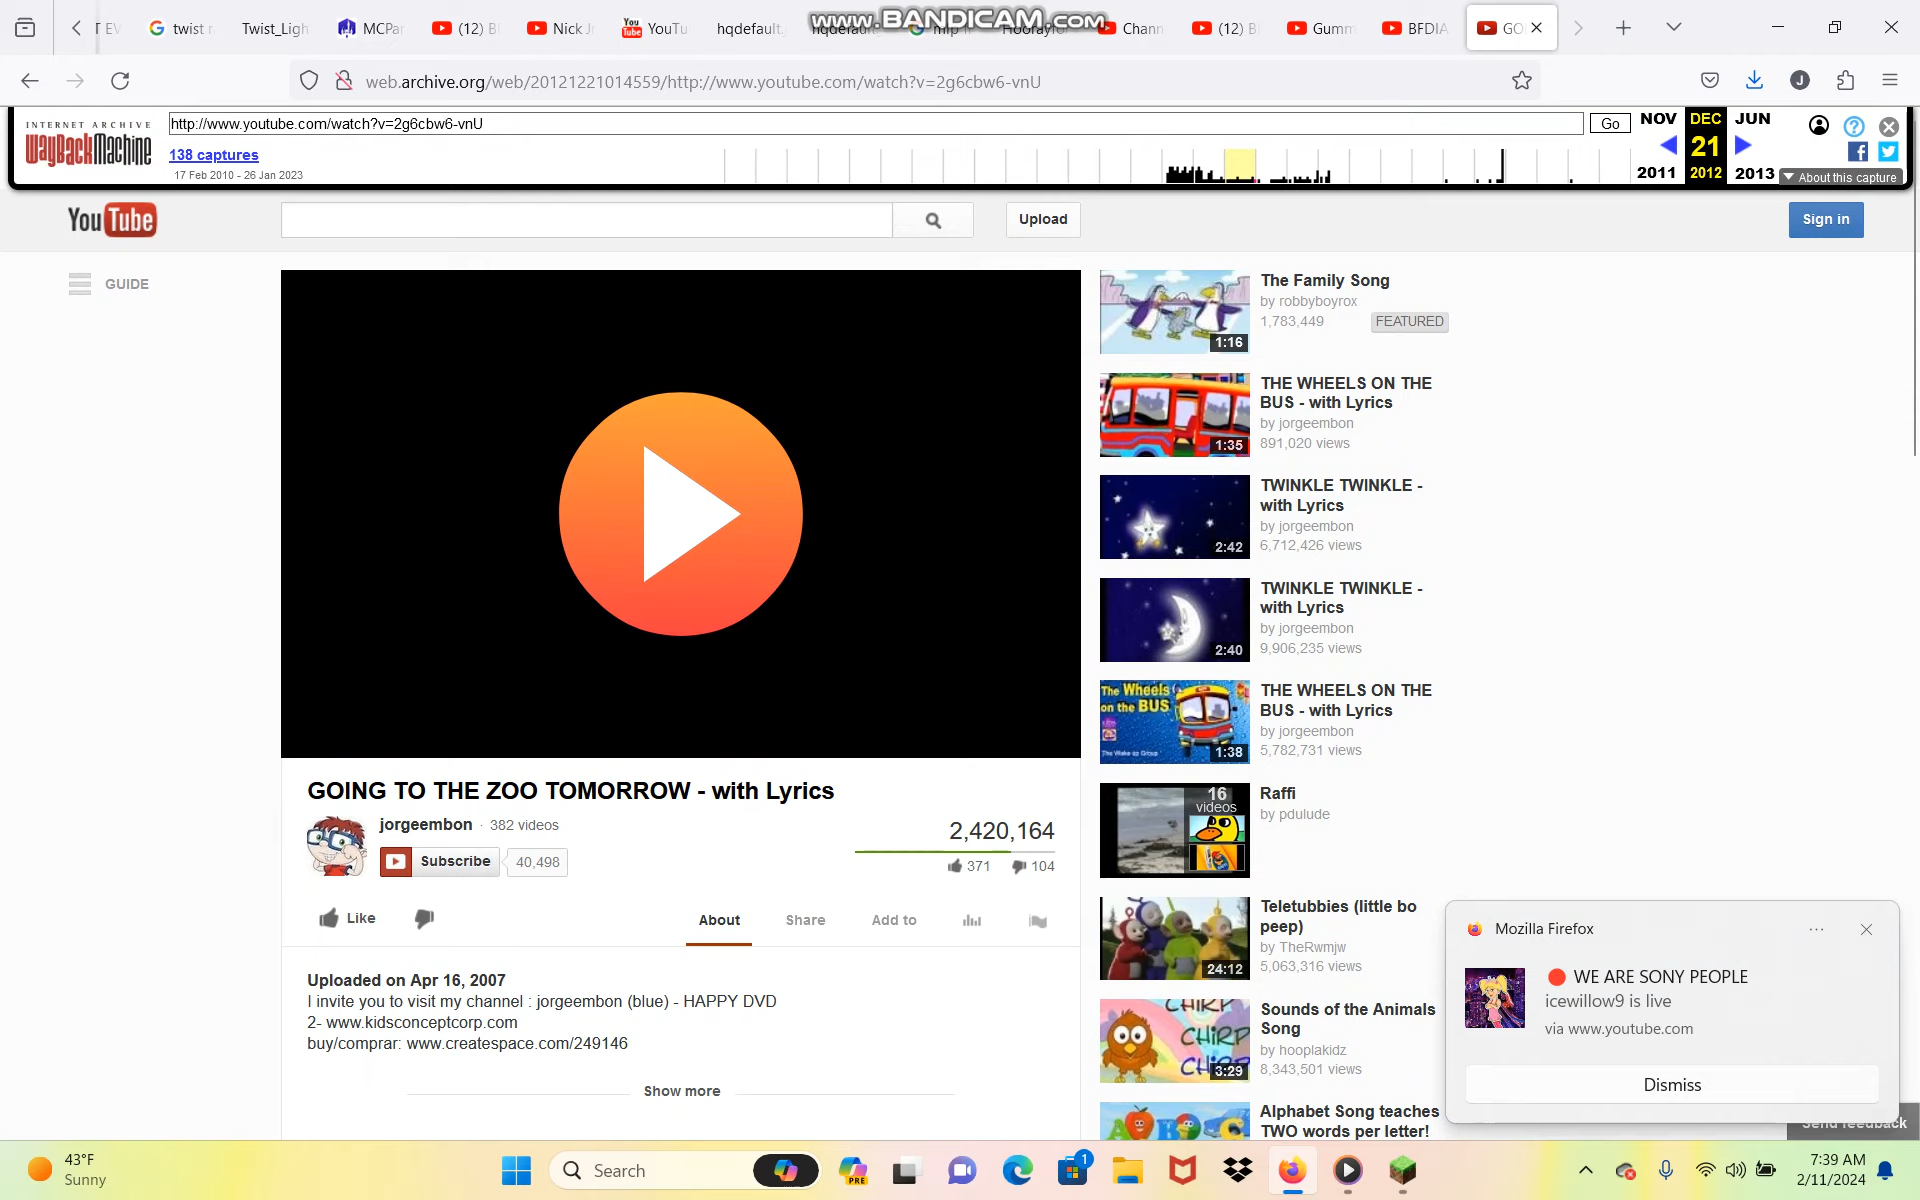 www.BANDICAM.com
T EV
twist r
Twist_Ligh
MCPar
(12) B
Nick Jr
YouTu
hqdefault.
Chann
(12) B
Gumm
BFDIA
GO
web.archive.org/web/20121221014559/http://www.youtube.com/watch?v=2g6cbw6-vnU
INTERNET ARCHIVE
WayBackMachine
http://www.youtube.com/watch?v=2g6cbw6-vnU
Go
138 captures
17 Feb 2010 - 26 Jan 2023
NOV DEC JUN
21
2011 2012 2013
About this capture
YouTube
Upload
Sign in
GUIDE
GOING TO THE ZOO TOMORROW - with Lyrics
jorgeembon · 382 videos
Subscribe 40,498
2,420,164
371 104
Like
About Share Add to
Uploaded on Apr 16, 2007
I invite you to visit my channel : jorgeembon (blue) - HAPPY DVD
2- www.kidsconceptcorp.com
buy/comprar: www.createspace.com/249146
Show more
The Family Song
by robbyboyrox
1,783,449 FEATURED
1:16
THE WHEELS ON THE
BUS - with Lyrics
by jorgeembon
891,020 views
1:35
TWINKLE TWINKLE -
with Lyrics
by jorgeembon
6,712,426 views
2:42
TWINKLE TWINKLE -
with Lyrics
by jorgeembon
9,906,235 views
2:40
The Wheels
on the BUS
1:38
THE WHEELS ON THE
BUS - with Lyrics
by jorgeembon
5,782,731 views
16
videos
Raffi
by pdulude
Teletubbies (little bo
peep)
by TheRwmjw
5,063,316 views
24:12
CHIRP
CHIRP
3:29
Sounds of the Animals
Song
by hooplakidz
8,343,501 views
Alphabet Song teaches
TWO words per letter!
Mozilla Firefox
WE ARE SONY PEOPLE
icewillow9 is live
via www.youtube.com
Dismiss
Send feedback
43°F
Sunny
Search
PRE
1
7:39 AM
2/11/2024